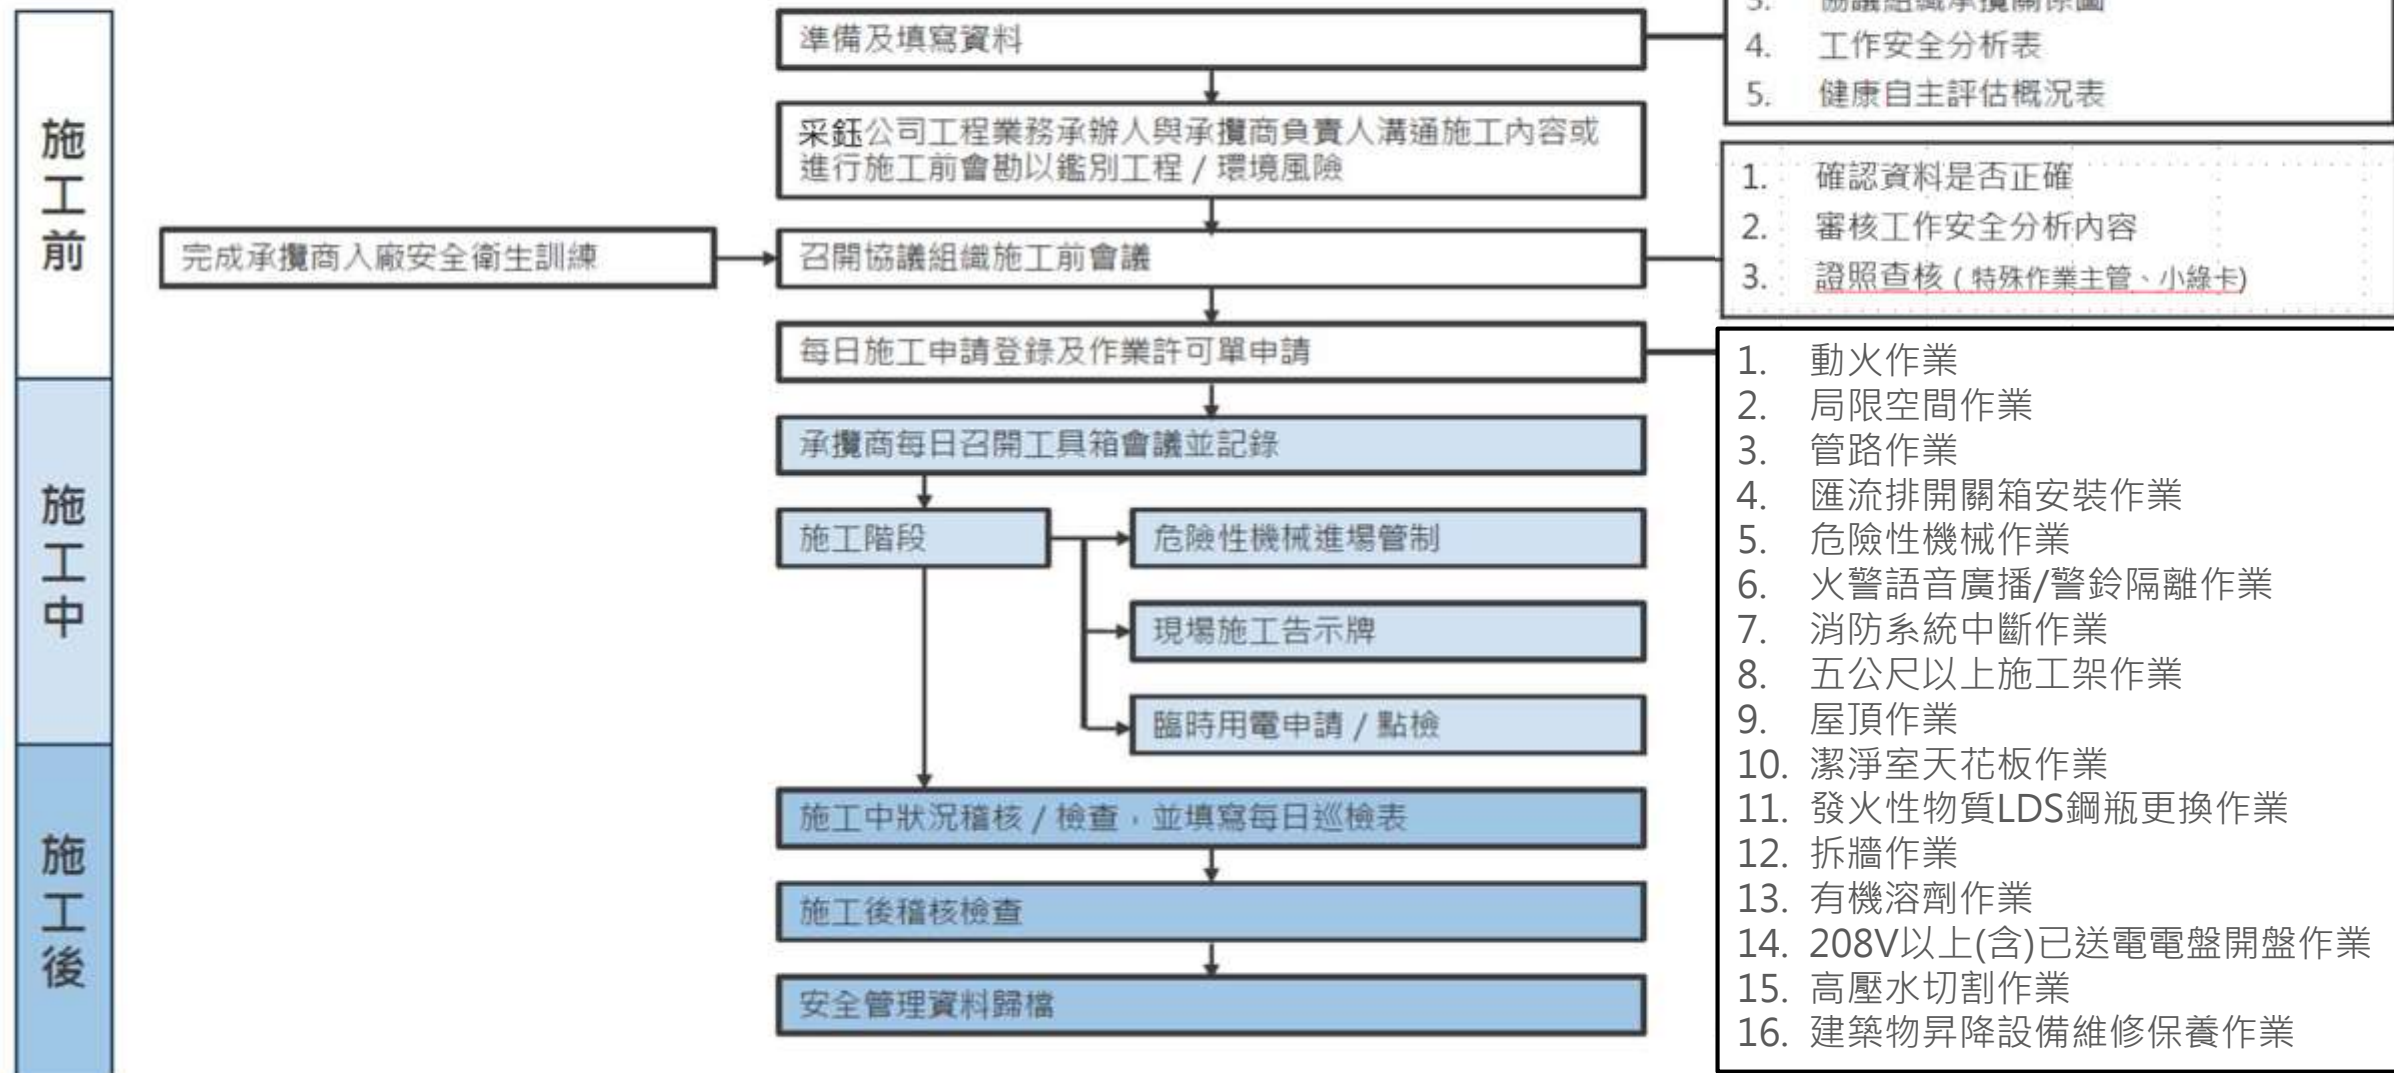 施工前
準備及填寫資料
3. 協議組織承攬關係圖
4. 工作安全分析表
5. 健康自主評估概況表
采鈺公司工程業務承辦人與承攬商負責人溝通施工內容或
進行施工前會勘以鑑別工程 / 環境風險
完成承攬商入廠安全衛生訓練
召開協議組織施工前會議
1. 確認資料是否正確
2. 審核工作安全分析內容
3. 證照查核 ( 特殊作業主管、小綠卡)
每日施工申請登錄及作業許可單申請
1. 動火作業
2. 局限空間作業
3. 管路作業
4. 匯流排開關箱安裝作業
5. 危險性機械作業
6. 火警語音廣播/警鈴隔離作業
7. 消防系統中斷作業
8. 五公尺以上施工架作業
9. 屋頂作業
10. 潔淨室天花板作業
11. 發火性物質LDS鋼瓶更換作業
12. 拆牆作業
13. 有機溶劑作業
14. 208V以上(含)已送電電盤開盤作業
15. 高壓水切割作業
16. 建築物昇降設備維修保養作業
施工中
承攬商每日召開工具箱會議並記錄
施工階段
危險性機械進場管制
現場施工告示牌
臨時用電申請 / 點檢
施工後
施工中狀況稽核 / 檢查，並填寫每日巡檢表
施工後稽核檢查
安全管理資料歸檔